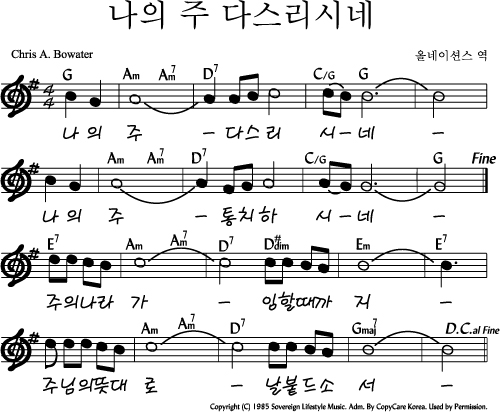 나의 주 다스리시네
Chris A. Bowater 올네이션스 역
G Am Am7 D7 C/G G
4 4
나 의 주 - 다스 리 시 - 네 -
Am Am7 D7 C/G G Fine
나 의 주 - 통치 하 시 - 네 -
E7 Am Am7 D7 D#dim Em E7
주의나라 가 - 임할때까 저 -
Am Am7 D7 Gmaj7 D.C.al Fine
주님의뜻대 로 - 날붙드소 서 -
Copyright (C) 1985 Sovereign Lifestyle Music. Adm. By CopyCare Korea. Used by Permission.